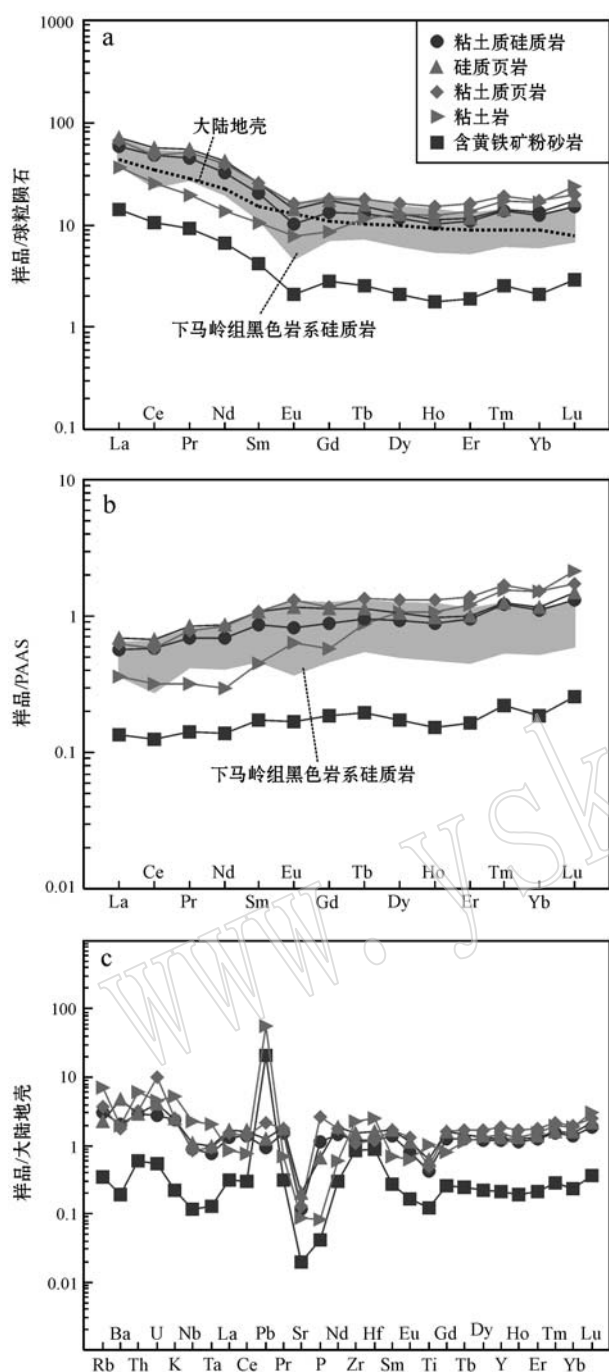 1000
a
粘土质硅质岩
硅质页岩
粘土质页岩
粘土岩
含黄铁矿粉砂岩
100
大陆地壳
10
样品/球粒陨石
1
下马岭组黑色岩系硅质岩
0.1
Ce Nd Sm Eu Tb Ho Tm Lu
La Pr Gd Dy Er Yb
10
b
1
样品/PAAS
0.1
下马岭组黑色岩系硅质岩
0.01
Ce Nd Eu Tb Ho Tm Lu
La Pr Sm Gd Dy Er Yb
c
100
10
1
样品/大陆地壳
0.1
0.01
Ba U Nb La Pb Sr Nd Hf Eu Gd Dy Ho Tm Lu
Rb Th K Ta Ce Pr P Zr Sm Ti Tb Y Er Yb
www.ysk